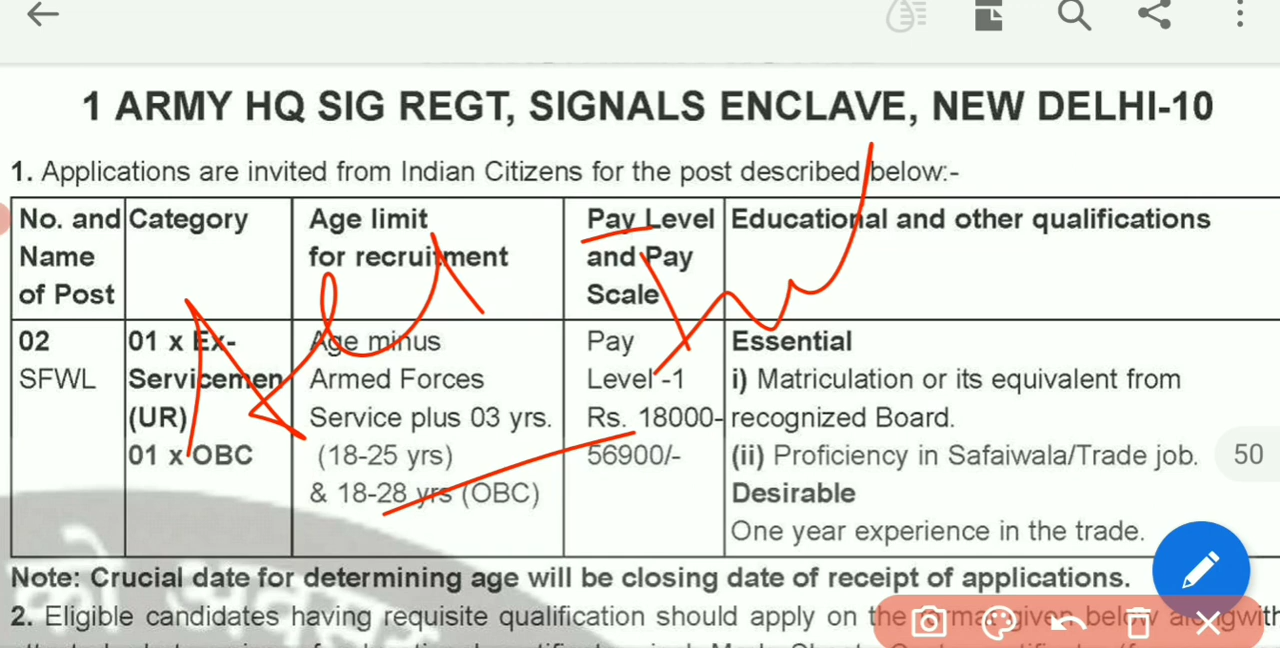 1 ARMY HQ SIG REGT, SIGNALS ENCLAVE, NEW DELHI-10
1. Applications are invited from Indian Citizens for the post described below:-
No. and Name of Post
Category
Age limit for recruitment
Pay Level and Pay Scale
Educational and other qualifications
02
SFWL
01 x Ex-
Servicemen
(UR)
01 x OBC
Age minus
Armed Forces
Service plus 03 yrs.
(18-25 yrs)
& 18-28 yrs (OBC)
Pay
Level -1
Rs. 18000-
56900/-
Essential
i) Matriculation or its equivalent from
recognized Board.
(ii) Proficiency in Safaiwala/Trade job.
Desirable
One year experience in the trade.
50
Note: Crucial date for determining age will be closing date of receipt of applications.
2. Eligible candidates having requisite qualification should apply on the format given below alongwith